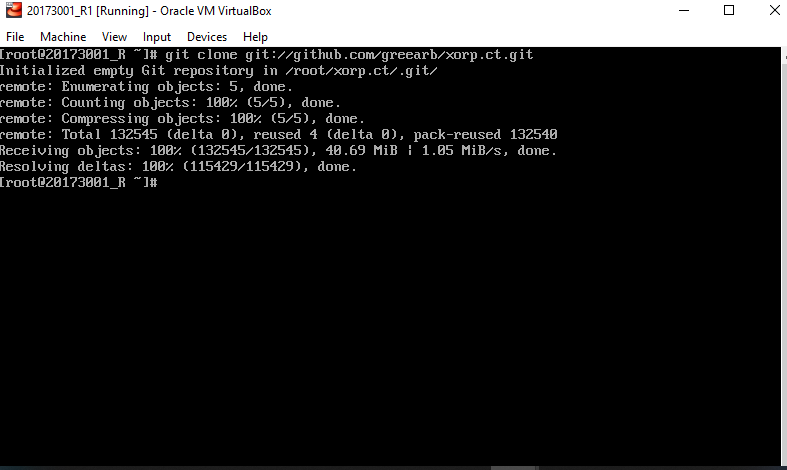 20173001_R1 [Running] - Oracle VM VirtualBox
File Machine View Input Devices Help
[root@20173001_R ~]# git clone git://github.com/greearb/xorp.ct.git
Initialized empty Git repository in /root/xorp.ct/.git/
remote: Enumerating objects: 5, done.
remote: Counting objects: 100% (5/5), done.
remote: Compressing objects: 100% (5/5), done.
remote: Total 132545 (delta 0), reused 4 (delta 0), pack-reused 132540
Receiving objects: 100% (132545/132545), 40.69 MiB | 1.05 MiB/s, done.
Resolving deltas: 100% (115429/115429), done.
[root@20173001_R ~]#